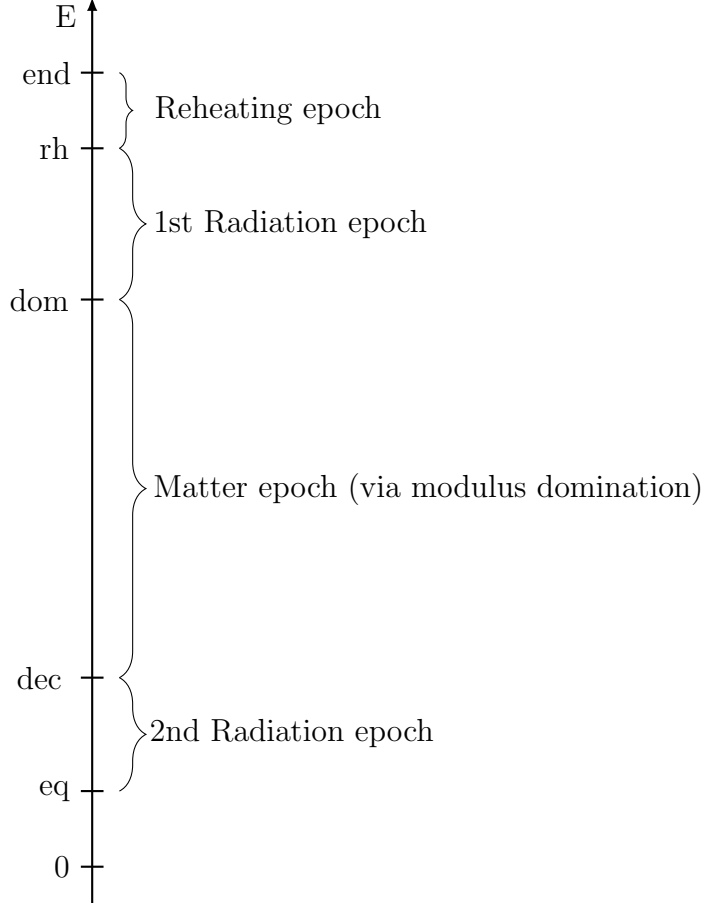 E
end
Reheating epoch
rh
1st Radiation epoch
dom
Matter epoch (via modulus domination)
dec
2nd Radiation epoch
eq
0